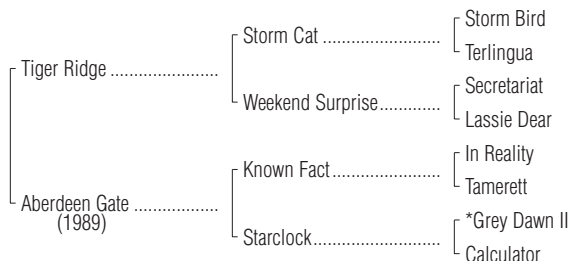 Storm Bird
Storm Cat ........................
Terlingua
Tiger Ridge ......................
Secretariat
Weekend Surprise.............
Lassie Dear
In Reality
Known Fact......................
Tamerett
Aberdeen Gate .................
(1989)
*Grey Dawn II
Starclock..........................
Calculator